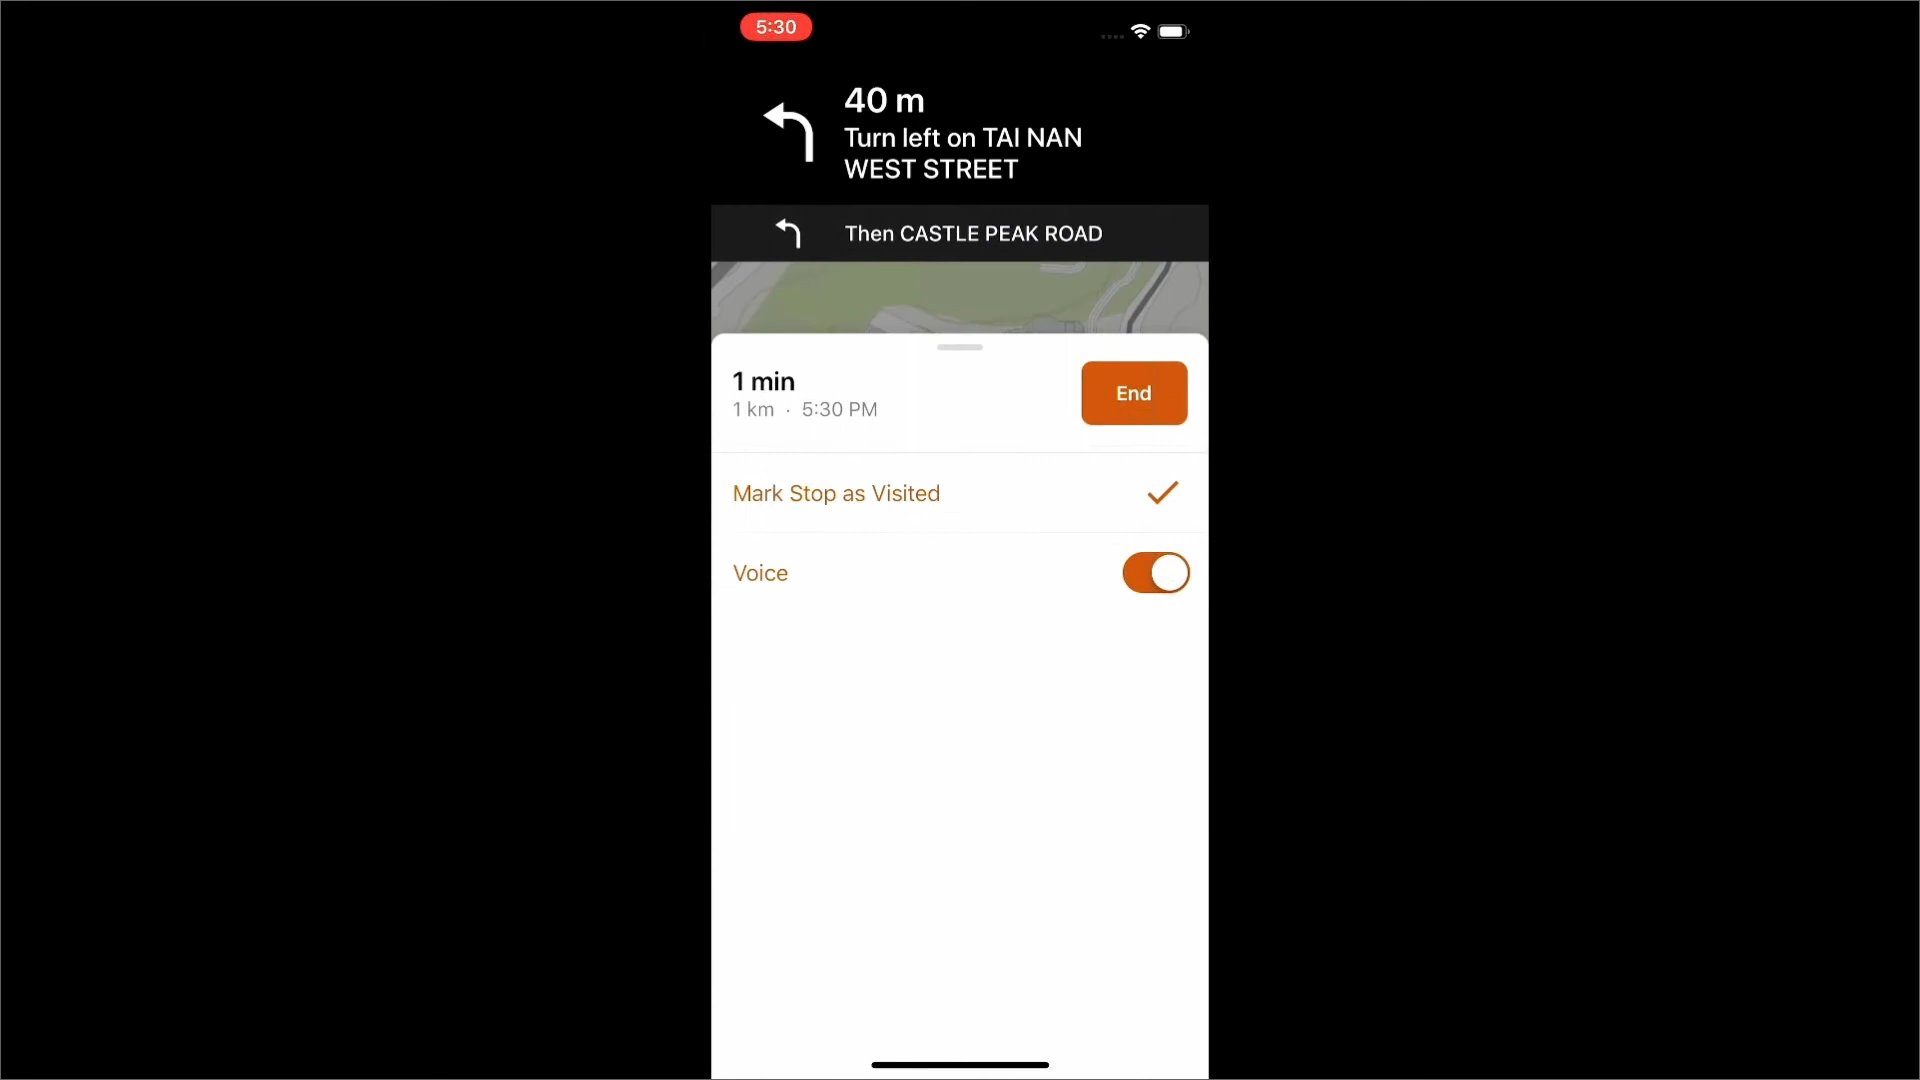 5:30
40 m
Turn left on TAI NAN
WEST STREET
Then CASTLE PEAK ROAD
1 min
End
1 km · 5:30 PM
Mark Stop as Visited
Voice